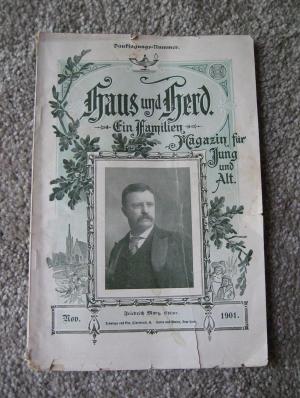 Danksagungs-Nummer.
Haus und Herd.
Ein Familien
Magazin für
Jung
und
Alt.
Friedrich Munz, Editor.
Nov.
1901.